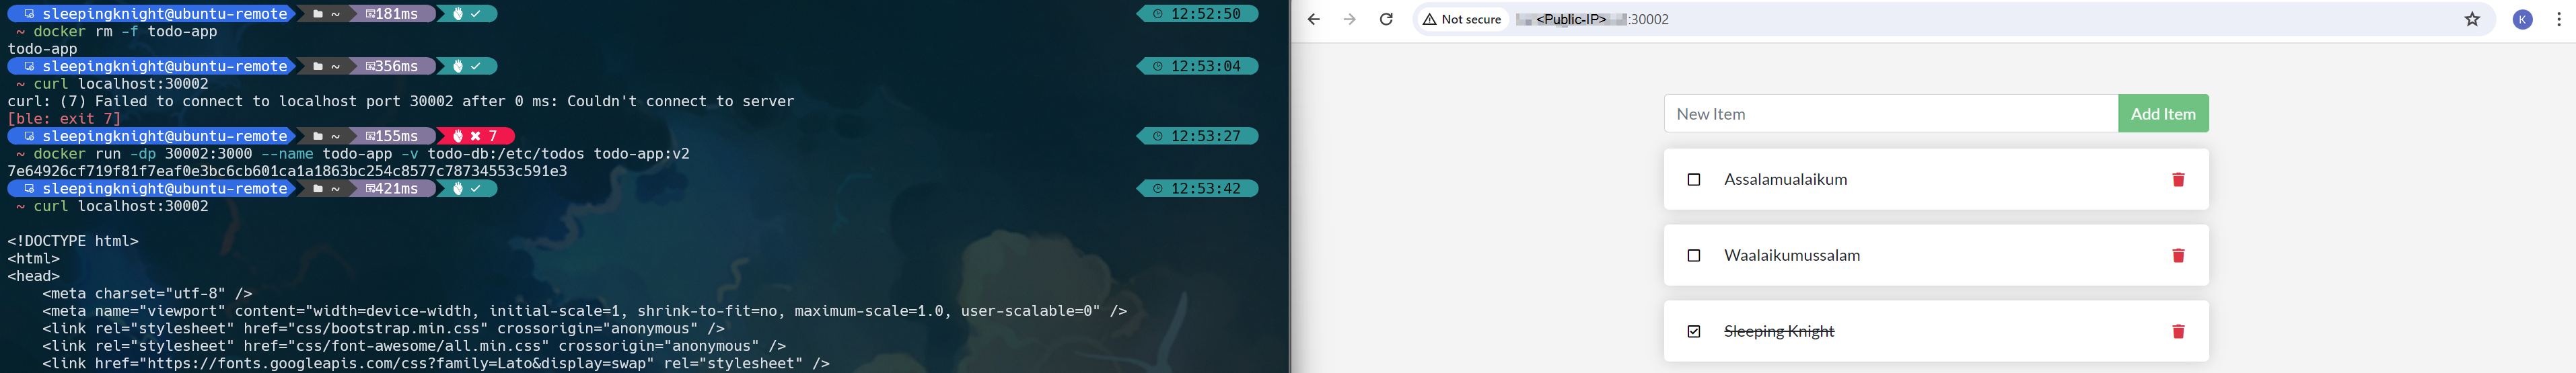 sleepingknight@ubuntu-remote ~ 181ms ✓ 12:52:50
~ docker rm -f todo-app
todo-app
sleepingknight@ubuntu-remote ~ 356ms ✓ 12:53:04
~ curl localhost:30002
curl: (7) Failed to connect to localhost port 30002 after 0 ms: Couldn't connect to server
[ble: exit 7]
sleepingknight@ubuntu-remote ~ 155ms ✖ 7 12:53:27
~ docker run -dp 30002:3000 --name todo-app -v todo-db:/etc/todos todo-app:v2
7e64926cf719f81f7eaf0e3bc6cb601ca1a1863bc254c8577c78734553c591e3
sleepingknight@ubuntu-remote ~ 421ms ✓ 12:53:42
~ curl localhost:30002
<!DOCTYPE html>
<html>
<head>
<meta charset="utf-8" />
<meta name="viewport" content="width=device-width, initial-scale=1, shrink-to-fit=no, maximum-scale=1.0, user-scalable=0" />
<link rel="stylesheet" href="css/bootstrap.min.css" crossorigin="anonymous" />
<link rel="stylesheet" href="css/font-awesome/all.min.css" crossorigin="anonymous" />
<link href="https://fonts.googleapis.com/css?family=Lato&display=swap" rel="stylesheet" />
Not secure <Public-IP> :30002 K
New Item Add Item
Assalamualaikum
Waalaikumussalam
Sleeping Knight